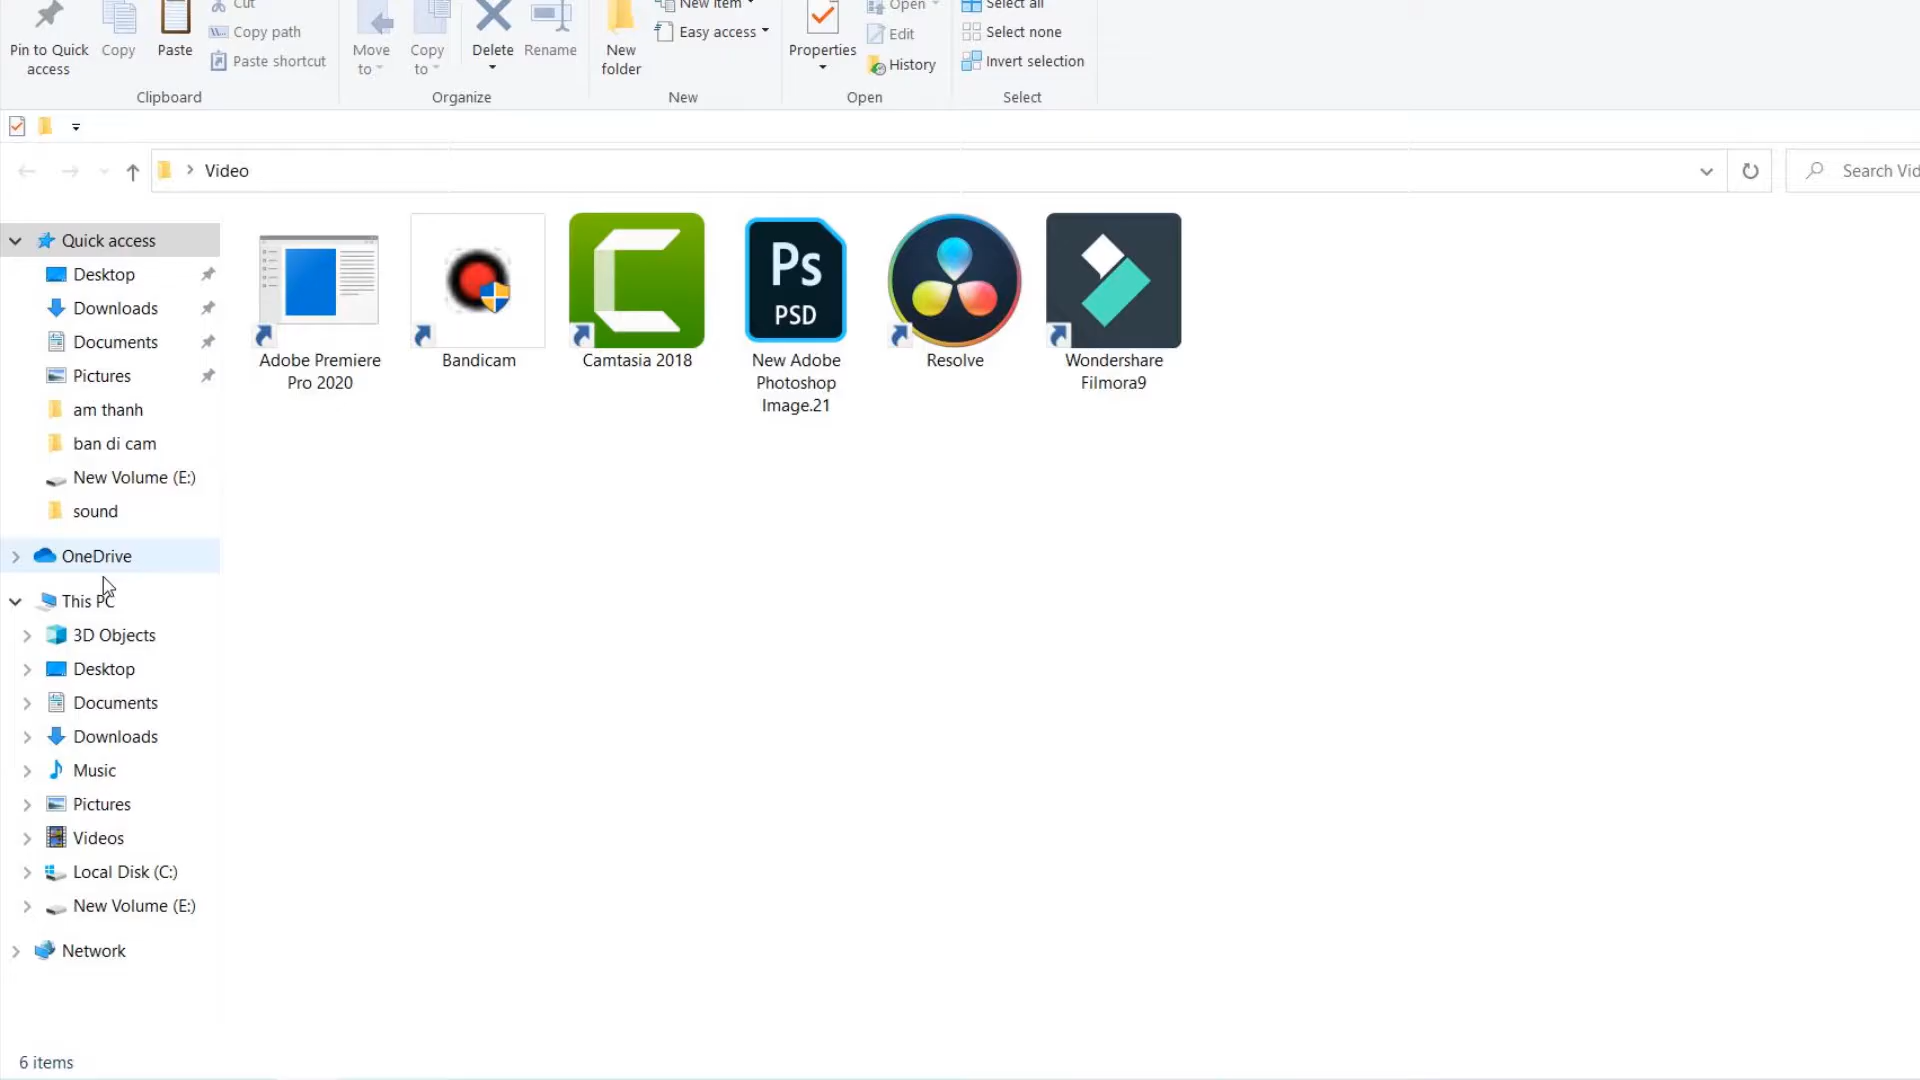 Cut
New item
Open
Select all
Pin to Quick
access
Copy
Paste
Copy path
Paste shortcut
Move
to
Copy
to
Delete
Rename
New
folder
Easy access
Properties
Edit
History
Select none
Invert selection
Clipboard
Organize
New
Open
Select
Video
Search Vid
Quick access
Desktop
Downloads
Documents
Pictures
am thanh
ban di cam
New Volume (E:)
sound
OneDrive
This PC
3D Objects
Desktop
Documents
Downloads
Music
Pictures
Videos
Local Disk (C:)
New Volume (E:)
Network
Ps
PSD
Adobe Premiere
Pro 2020
Bandicam
Camtasia 2018
New Adobe
Photoshop
Image.21
Resolve
Wondershare
Filmora9
6 items